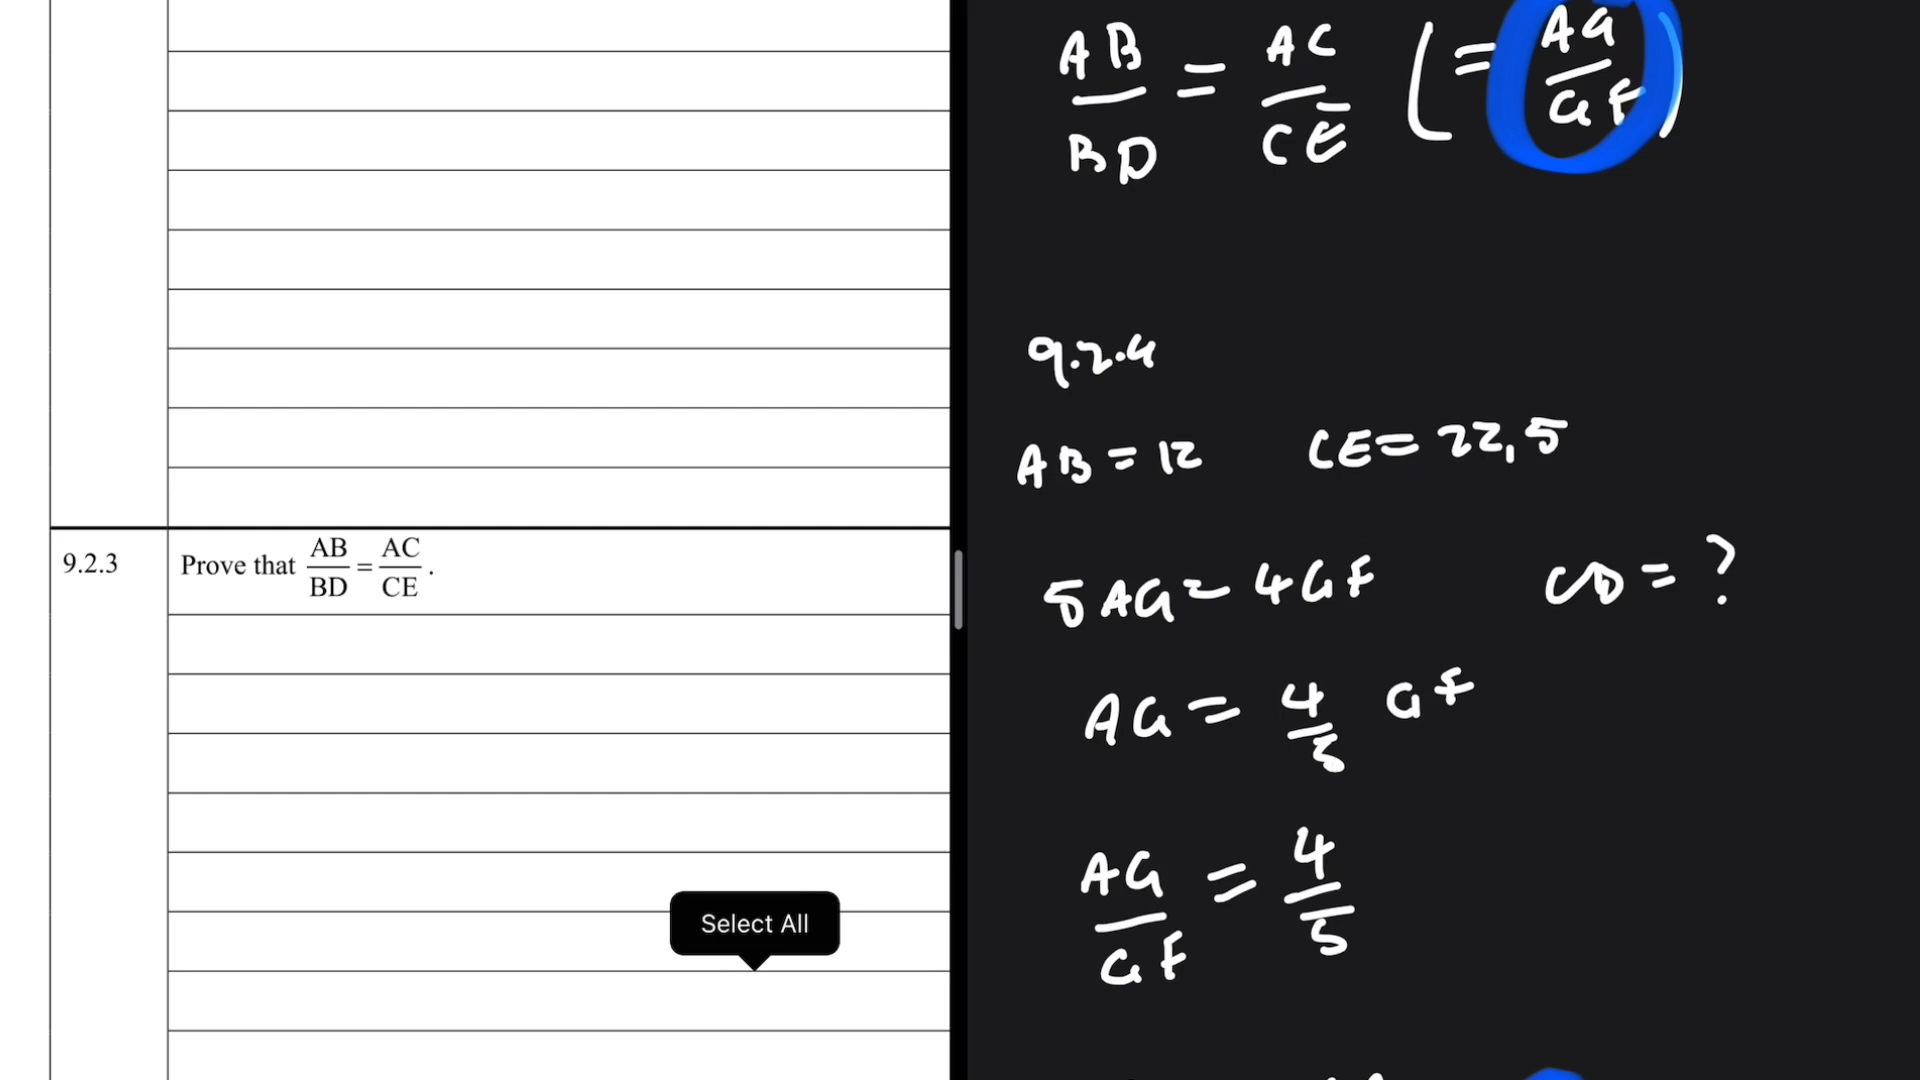 9.2.3 Prove that AB/BD = AC/CE .
Select All
AB/BD = AC/CE (= AG/GF)
9.2.4
AB = 12 CE = 22,5
5AG = 4GF CD = ?
AG = 4/5 GF
AG/GF = 4/5